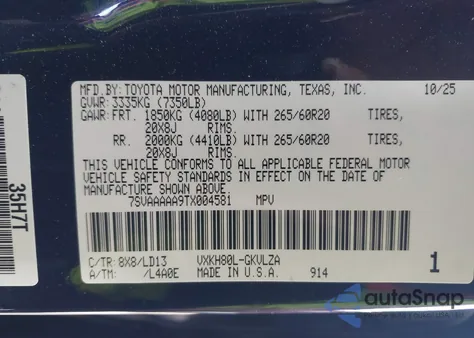 MFD.BY:TOYOTA MOTOR MANUFACTURING, TEXAS, INC. 10/25
GVWR: 3335KG (7350LB)
GAWR: FRT. 1850KG (4080LB) WITH 265/60R20 TIRES,
20X8J RIMS.
RR. 2000KG (4410LB) WITH 265/60R20 TIRES,
20X8J RIMS.
THIS VEHICLE CONFORMS TO ALL APPLICABLE FEDERAL MOTOR
VEHICLE SAFETY STANDARDS IN EFFECT ON THE DATE OF
MANUFACTURE SHOWN ABOVE.
7SVAAAAA9TX004581 MPV
C/TR: 8X8/LD13 VXKH80L-GKVLZA
A/TM: /L4A0E MADE IN U.S.A. 914 1
35H7T
autoSnap